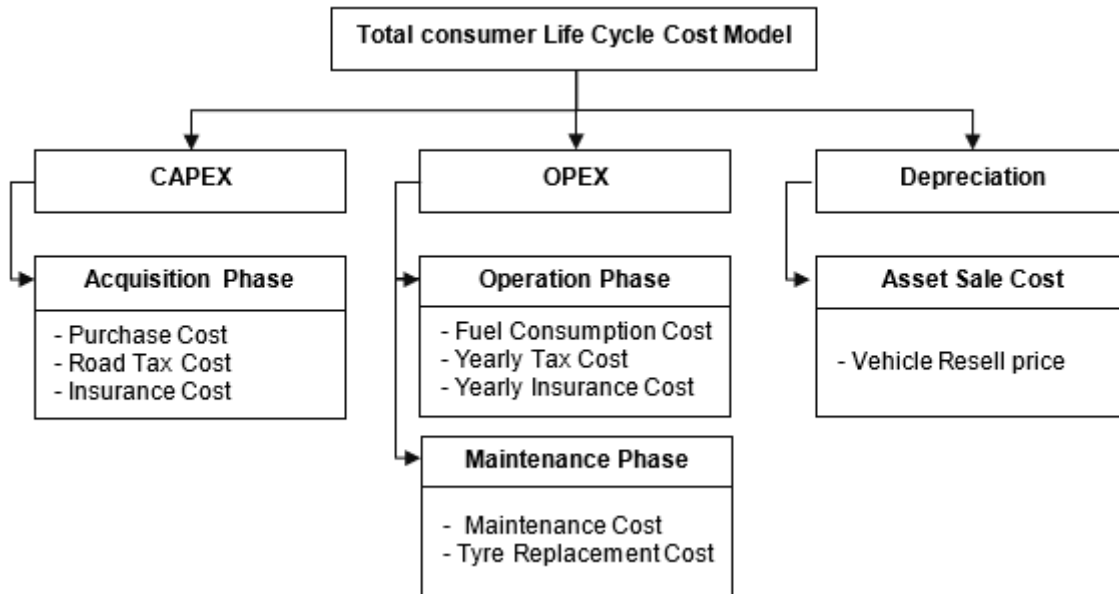 Total consumer Life Cycle Cost Model
CAPEX
OPEX
Depreciation
Acquisition Phase
- Purchase Cost
- Road Tax Cost
- Insurance Cost
Operation Phase
- Fuel Consumption Cost
- Yearly Tax Cost
- Yearly Insurance Cost
Maintenance Phase
- Maintenance Cost
- Tyre Replacement Cost
Asset Sale Cost
- Vehicle Resell price